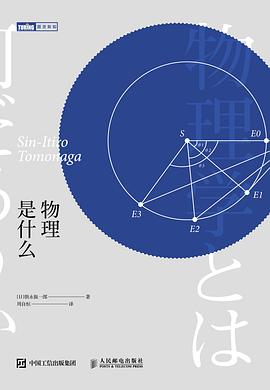 TURING 图灵新知
物理学とは
何だろうか
Sin-Itiro
Tomonaga
S
E0
E1
E2
E3
物理
是什么
[日]朝永振一郎 著
周自恒 译
中国工信出版集团
人民邮电出版社
POSTS & TELECOM PRESS